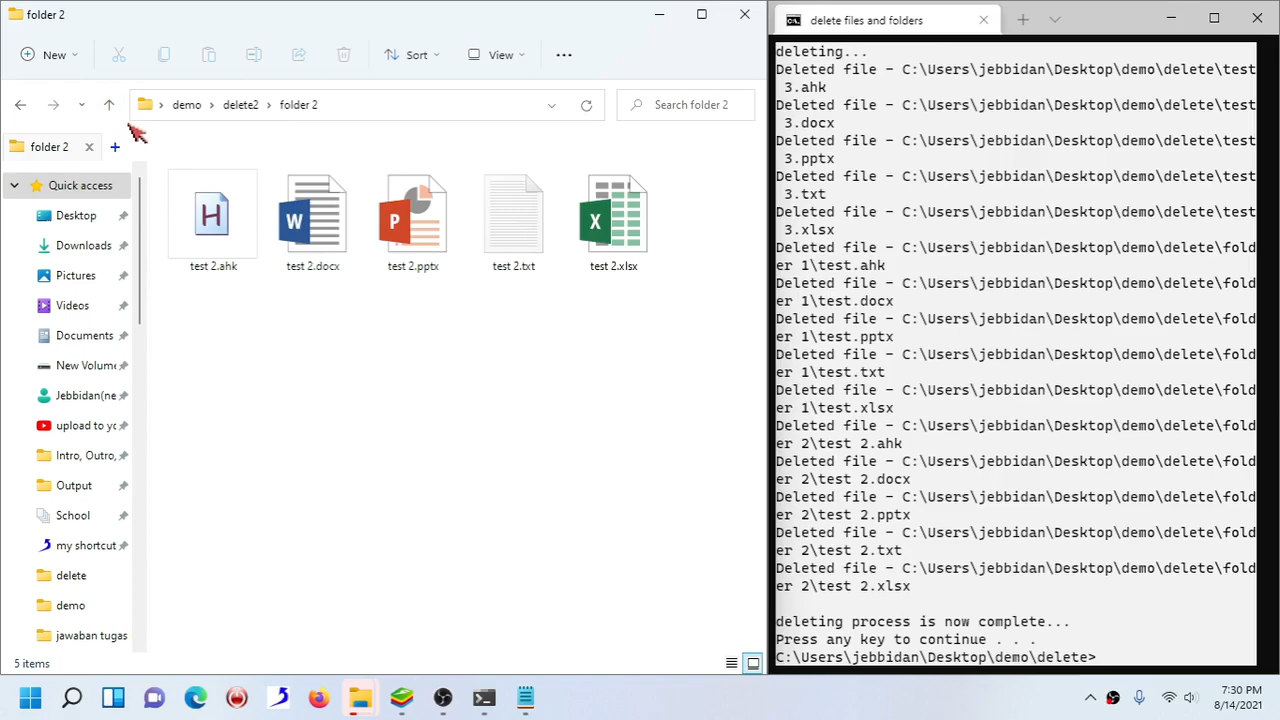 folder 2
New
Sort
View
demo
delete2
folder 2
Search folder 2
folder 2
Quick access
Desktop
Downloads
Pictures
Videos
Documents
New Volume
Jebbidan(ne
upload to yo
Intro, Outro,
Output
School
my shortcut
delete
demo
jawaban tugas
H
test 2.ahk
W
test 2.docx
P
test 2.pptx
test 2.txt
X
test 2.xlsx
5 items
delete files and folders
deleting...
Deleted file - C:\Users\jebbidan\Desktop\demo\delete\test
3.ahk
Deleted file - C:\Users\jebbidan\Desktop\demo\delete\test
3.docx
Deleted file - C:\Users\jebbidan\Desktop\demo\delete\test
3.pptx
Deleted file - C:\Users\jebbidan\Desktop\demo\delete\test
3.txt
Deleted file - C:\Users\jebbidan\Desktop\demo\delete\test
3.xlsx
Deleted file - C:\Users\jebbidan\Desktop\demo\delete\fold
er 1\test.ahk
Deleted file - C:\Users\jebbidan\Desktop\demo\delete\fold
er 1\test.docx
Deleted file - C:\Users\jebbidan\Desktop\demo\delete\fold
er 1\test.pptx
Deleted file - C:\Users\jebbidan\Desktop\demo\delete\fold
er 1\test.txt
Deleted file - C:\Users\jebbidan\Desktop\demo\delete\fold
er 1\test.xlsx
Deleted file - C:\Users\jebbidan\Desktop\demo\delete\fold
er 2\test 2.ahk
Deleted file - C:\Users\jebbidan\Desktop\demo\delete\fold
er 2\test 2.docx
Deleted file - C:\Users\jebbidan\Desktop\demo\delete\fold
er 2\test 2.pptx
Deleted file - C:\Users\jebbidan\Desktop\demo\delete\fold
er 2\test 2.txt
Deleted file - C:\Users\jebbidan\Desktop\demo\delete\fold
er 2\test 2.xlsx
deleting process is now complete...
Press any key to continue . . .
C:\Users\jebbidan\Desktop\demo\delete>
7:30 PM
8/14/2021